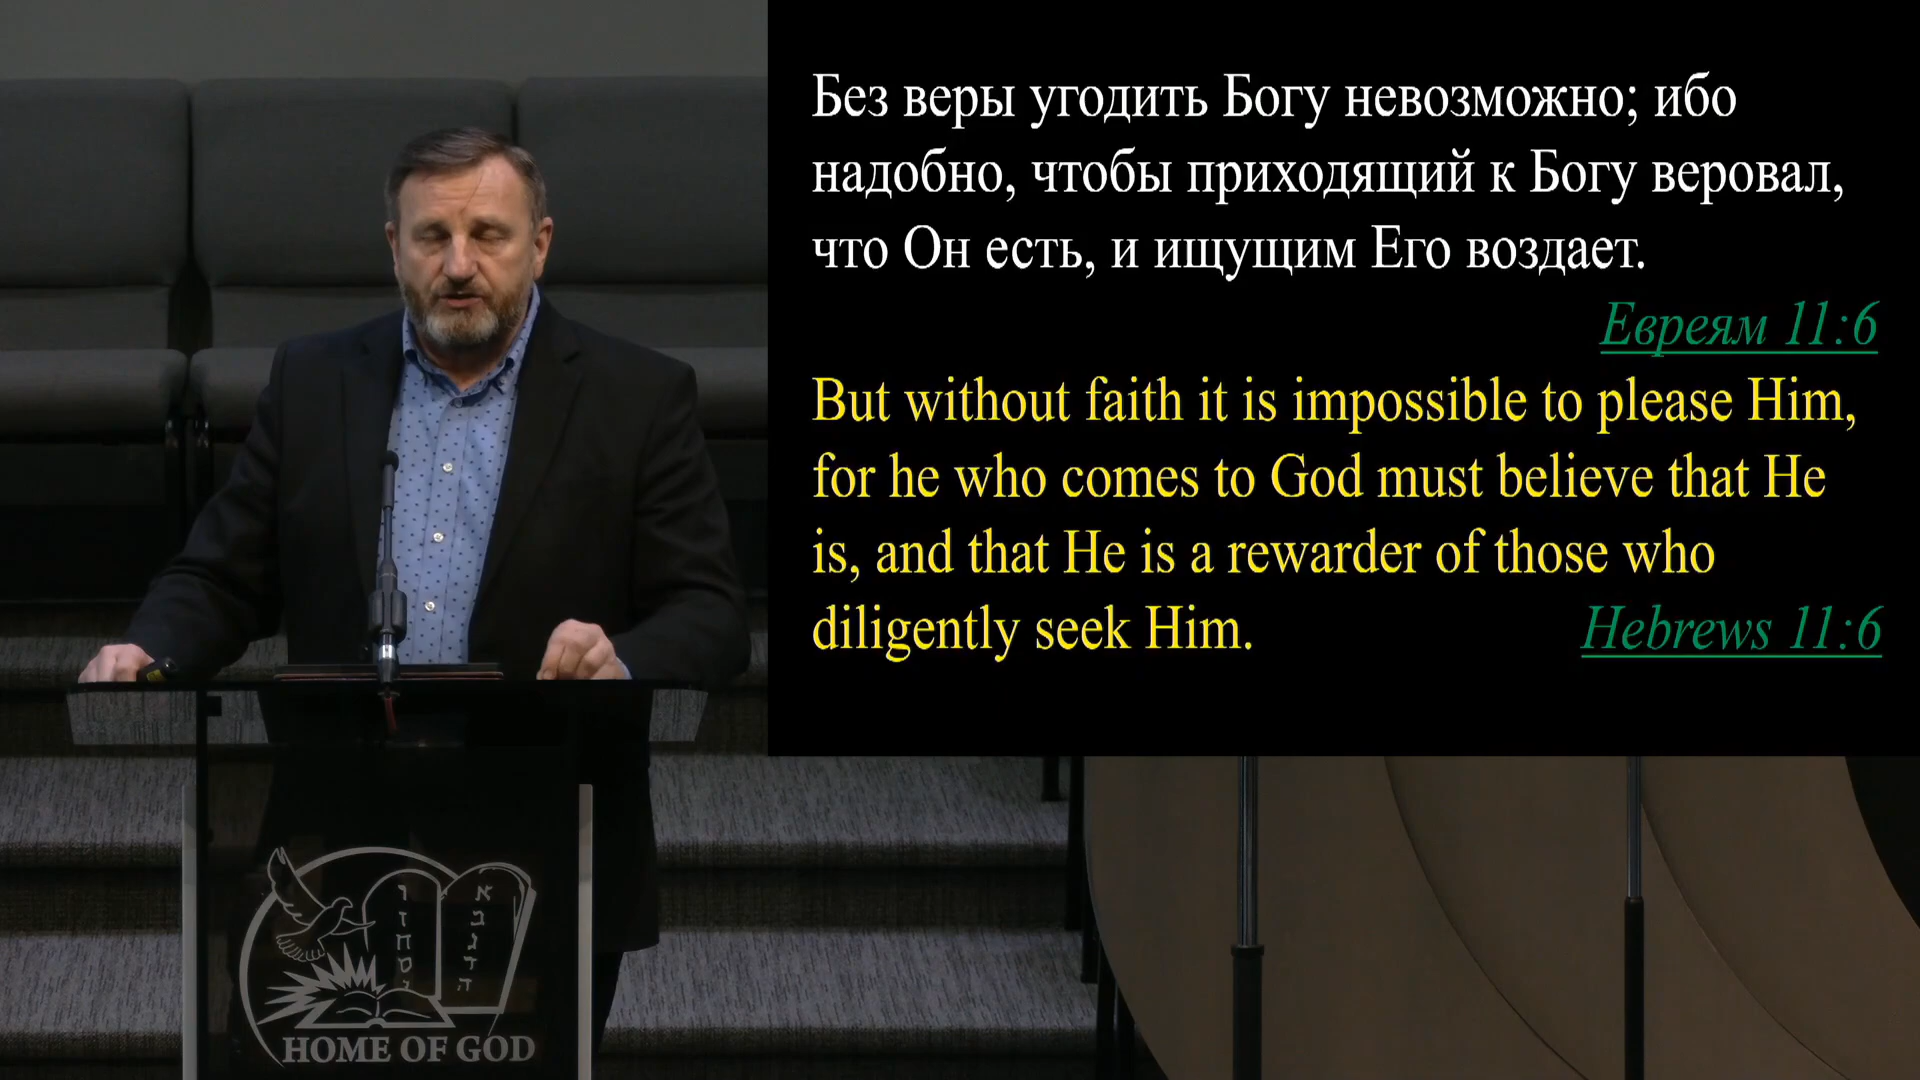 Без веры угодить Богу невозможно; ибо
надобно, чтобы приходящий к Богу веровал,
что Он есть, и ищущим Его воздает.
Евреям 11:6
But without faith it is impossible to please Him,
for he who comes to God must believe that He
is, and that He is a rewarder of those who
diligently seek Him.
Hebrews 11:6
ו א
ז ב
ח ג
ט ד
י ה
HOME OF GOD